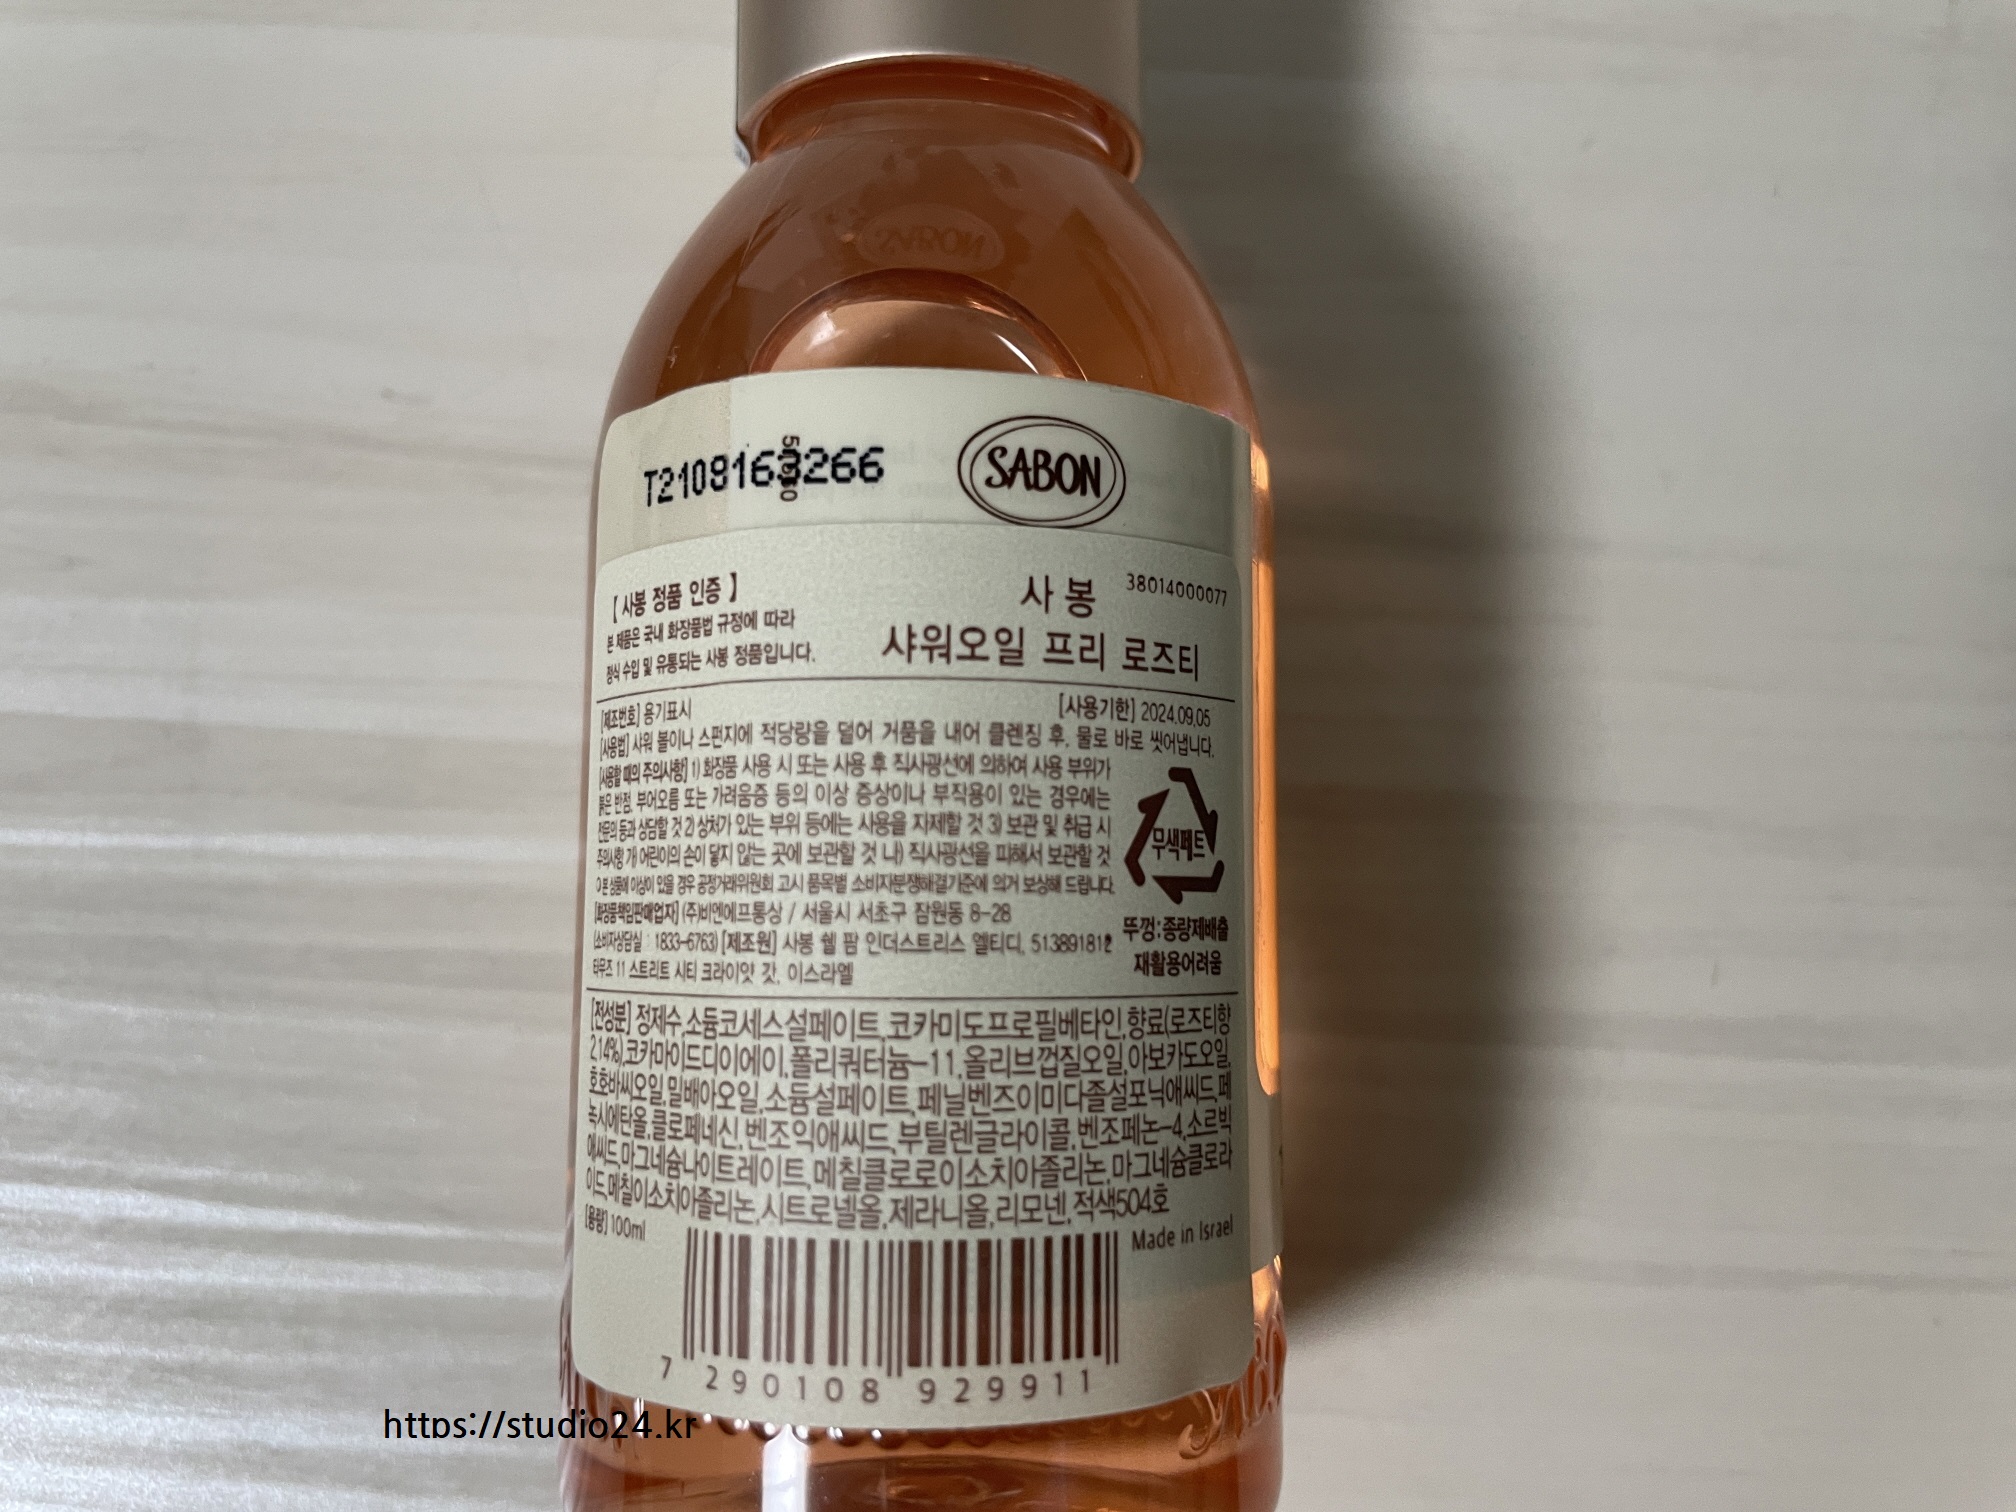 SABON
T21081
266
SABON
【 사봉 정품 인증 】
본 제품은 국내 화장품법 규정에 따라
정식 수입 및 유통되는 사봉 정품입니다.
사봉
38014000077
샤워오일 프리 로즈티
[제조번호] 용기표시
[사용기한] 2024.09.05
[사용법] 샤워 볼이나 스펀지에 적당량을 덜어 거품을 내어 클렌징 후, 물로 바로 씻어냅니다.
[사용할 때의 주의사항] 1) 화장품 사용 시 또는 사용 후 직사광선에 의하여 사용 부위가
붉은 반점, 부어오름 또는 가려움증 등의 이상 증상이나 부작용이 있는 경우에는
전문의 등과 상담할 것 2) 상처가 있는 부위 등에는 사용을 자제할 것 3) 보관 및 취급 시
주의사항 가) 어린이의 손이 닿지 않는 곳에 보관할 것 나) 직사광선을 피해서 보관할 것
본 상품에 이상이 있을 경우 공정거래위원회 고시 품목별 소비자분쟁해결기준에 의거 보상해 드립니다.
[화장품책임판매업자] (주)비엔에프통상 / 서울시 서초구 잠원동 8-28
(소비자상담실 : 1833-6763) [제조원] 사봉 쉘 팜 인더스트리스 엘티디, 513891812
타무즈 11 스트리트 시티 크라이얏 갓, 이스라엘
무색페트
뚜껑:종량제배출
재활용어려움
[전성분] 정제수,소듐코세스설페이트,코카미도프로필베타인,향료(로즈티향
2.14%),코카마이드디이에이,폴리쿼터늄-11,올리브껍질오일,아보카도오일,
호호바씨오일,밀배아오일,소듐설페이트,페닐벤즈이미다졸설포닉애씨드,페
녹시에탄올,클로페네신,벤조익애씨드,부틸렌글라이콜,벤조페논-4,소르빅
애씨드,마그네슘나이트레이트,메칠클로로이소치아졸리논,마그네슘클로라
이드,메칠이소치아졸리논,시트로넬올,제라니올,리모넨,적색504호
[용량] 100ml
Made in Israel
7 290108 929911
https://studio24.kr